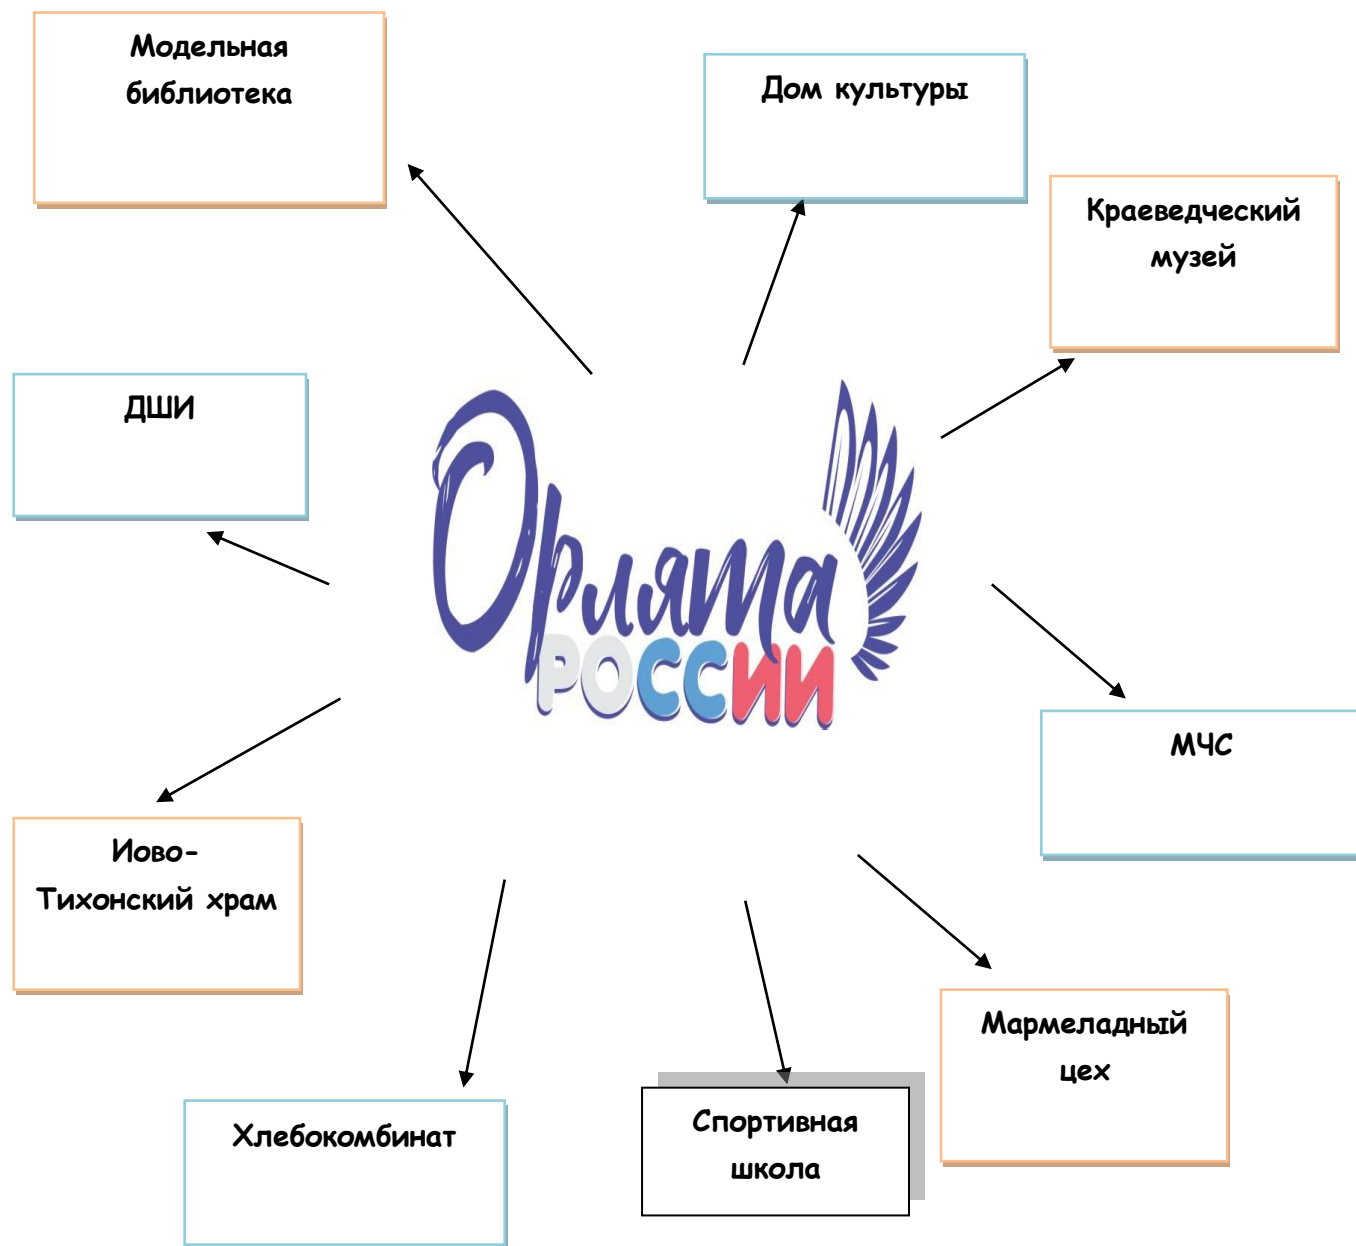 Модельная
библиотека
Дом культуры
Краеведческий
музей
ДШИ
Орлята
РОССИИ
МЧС
Иово-
Тихонский храм
Мармеладный
цех
Хлебокомбинат
Спортивная
школа